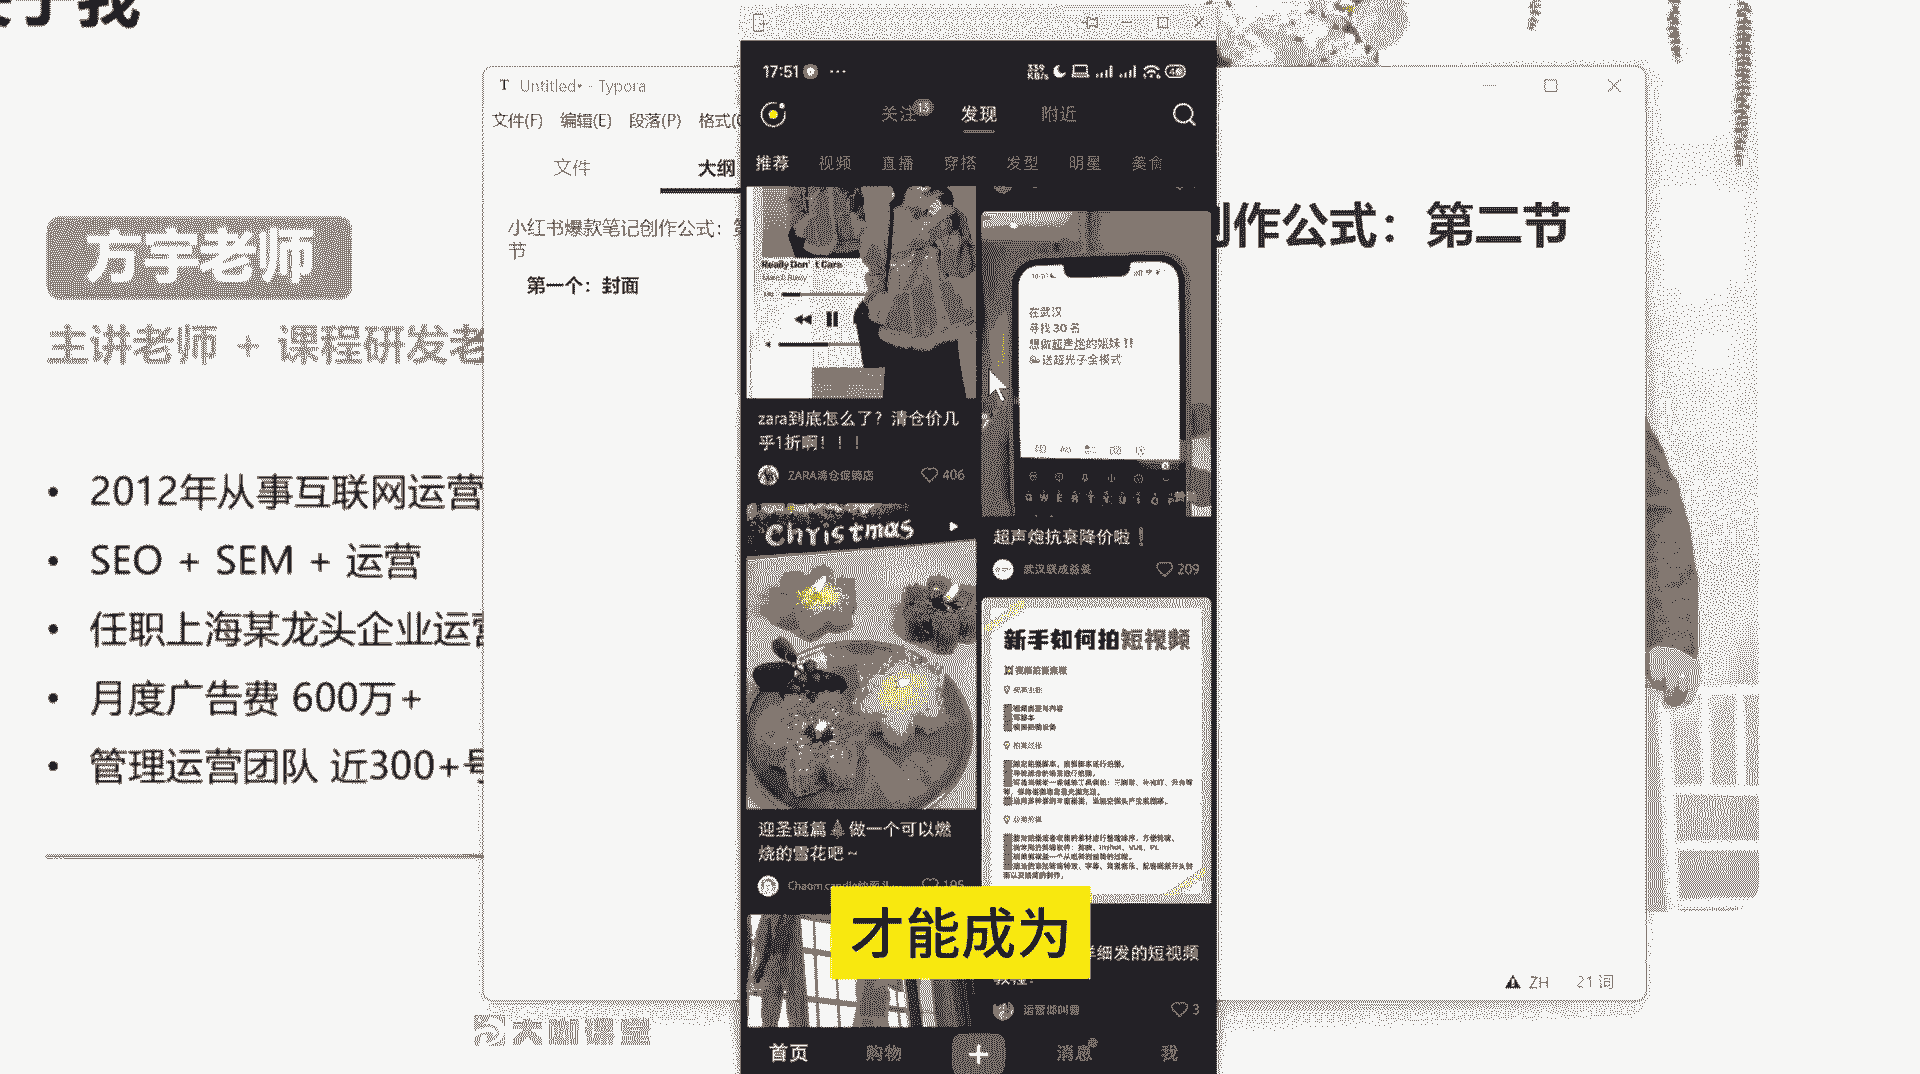 于我
方宇老师
主讲老师 + 课程研发老
2012年从事互联网运营
SEO + SEM + 运营
任职上海某龙头企业运营
月度广告费 600万+
管理运营团队 近300+号
Untitled• - Typora
文件(F) 编辑(E) 段落(P) 格式(
文件 大纲
小红书爆款笔记创作公式：第
节
第一个：封面
创作公式：第二节
ZH 21 词
17:51
339 KB/s
关注 13 发现 附近
推荐 视频 直播 穿搭 发型 明星 美食
Really Don't Care
zara到底怎么了？清仓价几
乎1折啊！！！
ZARA清仓促销店 406
Christmas
迎圣诞篇🎄做一个可以燃
烧的雪花吧～
195
在武汉
寻找 30 名
想做超声炮的姐妹 !!
送超光子全模式
超声炮抗衰降价啦❗
209
新手如何拍短视频
详细发的短视频
3
才能成为
首页 购物 消息 我
大咖课堂